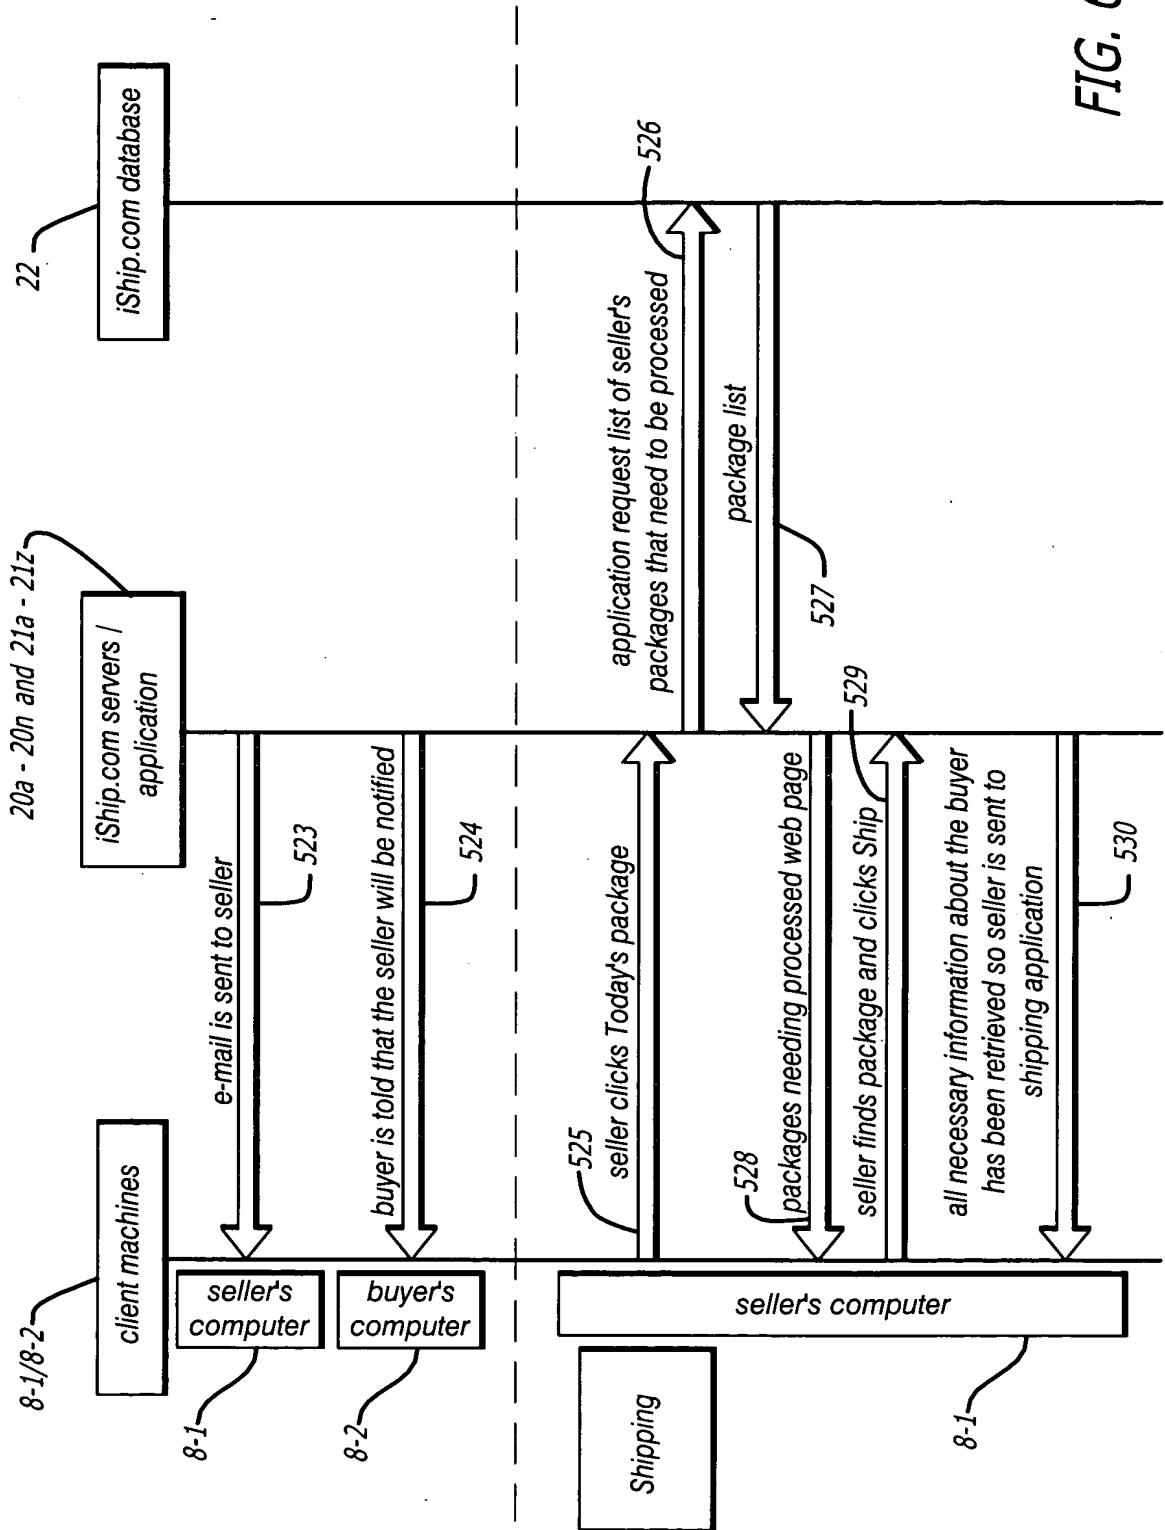 8-1/8-2
20a - 20n and 21a - 21z
22
client machines
iShip.com servers /
application
iShip.com database
8-1
seller's
computer
e-mail is sent to seller
523
8-2
buyer's
computer
buyer is told that the seller will be notified
524
Shipping
seller's computer
8-1
525
seller clicks Today's package
application request list of seller's
packages that need to be processed
526
package list
527
528
packages needing processed web page
seller finds package and clicks Ship
529
all necessary information about the buyer
has been retrieved so seller is sent to
shipping application
530
FIG.